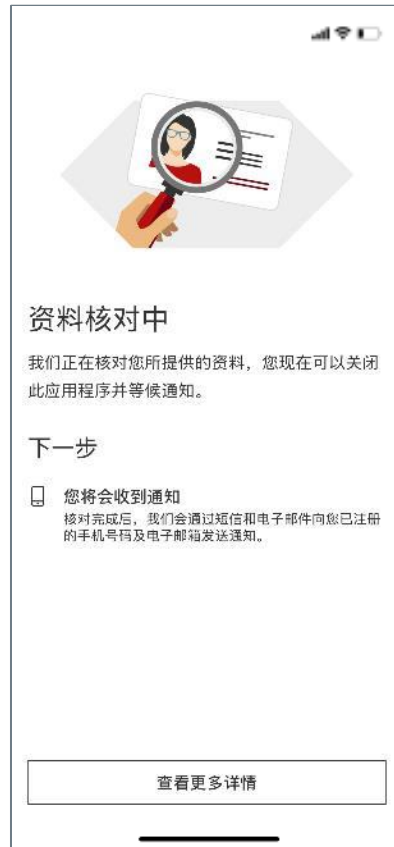 资料核对中
我们正在核对您所提供的资料，您现在可以关闭
此应用程序并等候通知。
下一步
您将会收到通知
核对完成后，我们会通过短信和电子邮件向您已注册
的手机号码及电子邮箱发送通知。
查看更多详情